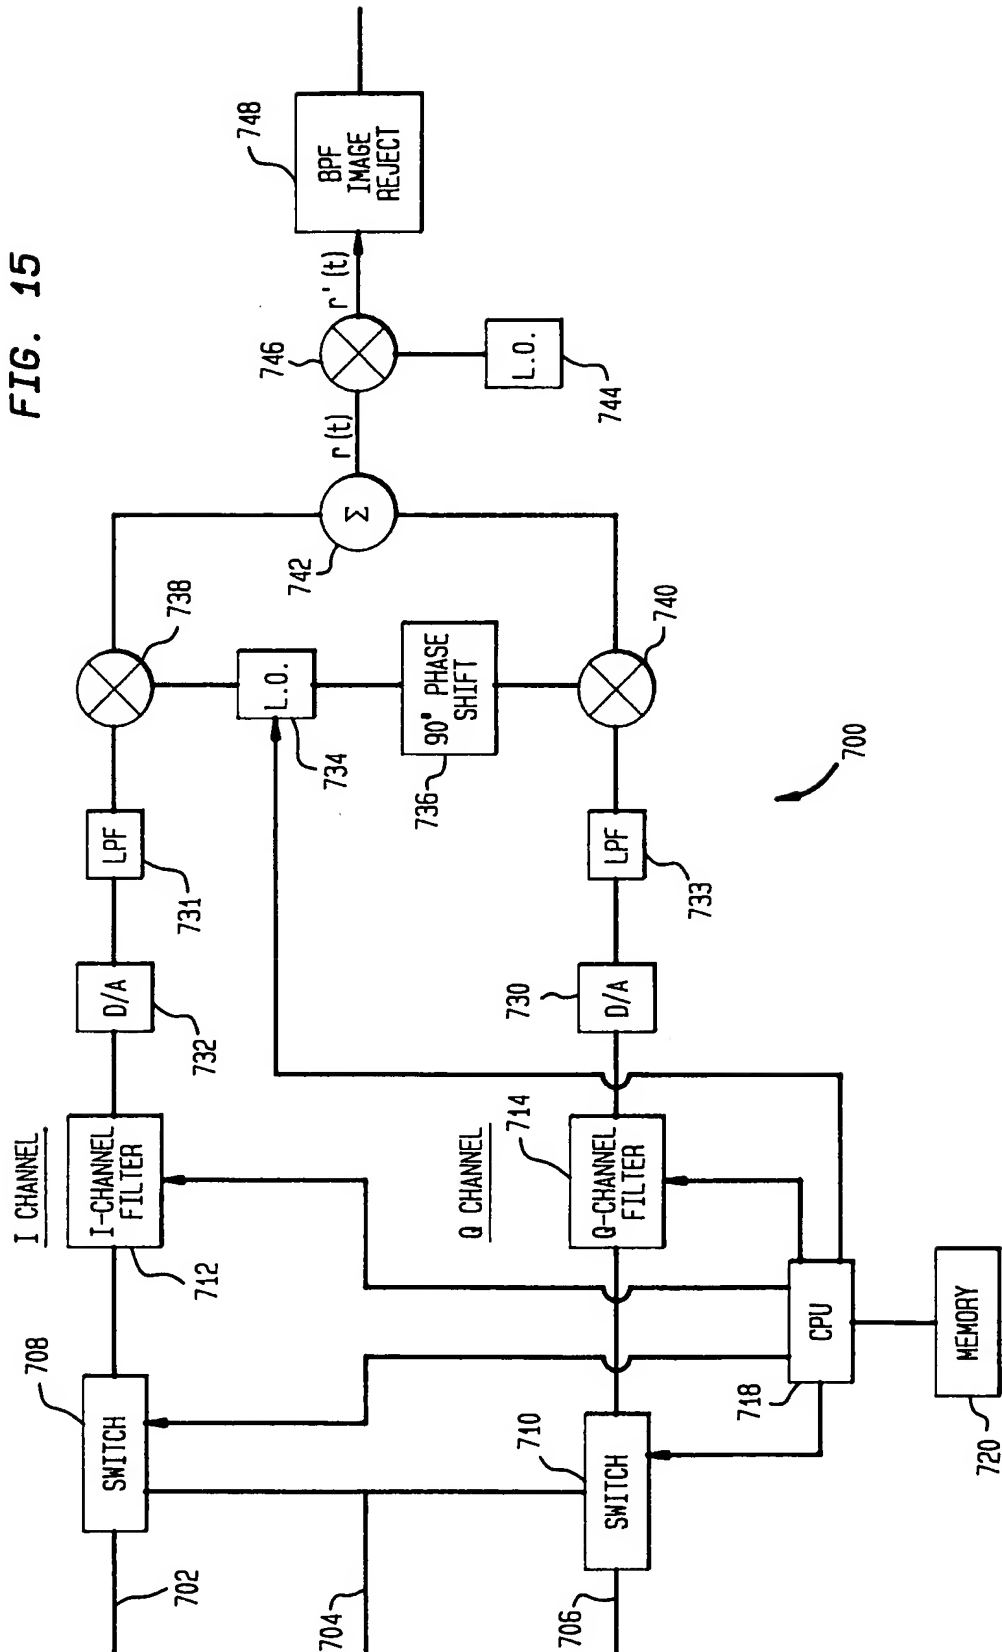 FIG. 15
I CHANNEL
702
704
706
708
SWITCH
710
SWITCH
I-CHANNEL
FILTER
712
Q CHANNEL
714
Q-CHANNEL
FILTER
CPU
718
MEMORY
720
D/A
732
730
D/A
LPF
731
LPF
733
738
L.O.
734
90° PHASE
SHIFT
736
740
Σ
742
r(t)
746
r'(t)
L.O.
744
748
BPF
IMAGE
REJECT
700